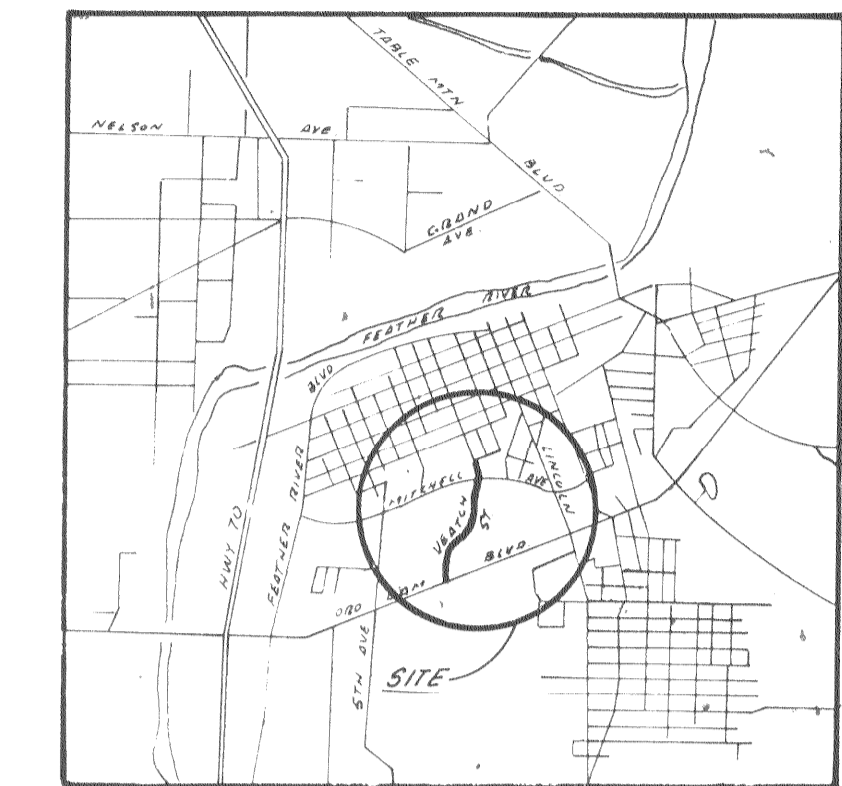 TABLE MTN
BLVD
NELSON AVE
C.BAND
AVE.
FEATHER RIVER
FEATHER RIVER BLVD
MITCHELL AVE
LINCOLN
VEATCH
ST
HWY 70
ORO DAM BLVD
5TH AVE
SITE